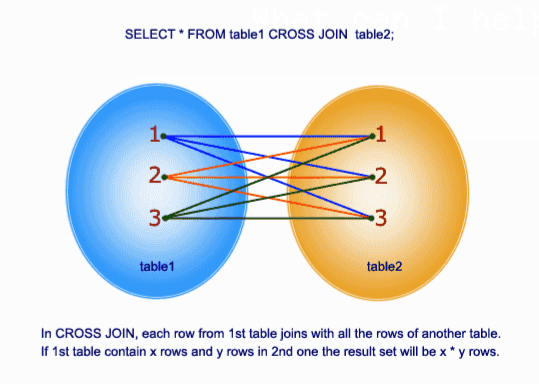 What can I help
SELECT * FROM table1 CROSS JOIN table2;
1 1
2 2
3 3
table1 table2
In CROSS JOIN, each row from 1st table joins with all the rows of another table.
If 1st table contain x rows and y rows in 2nd one the result set will be x * y rows.